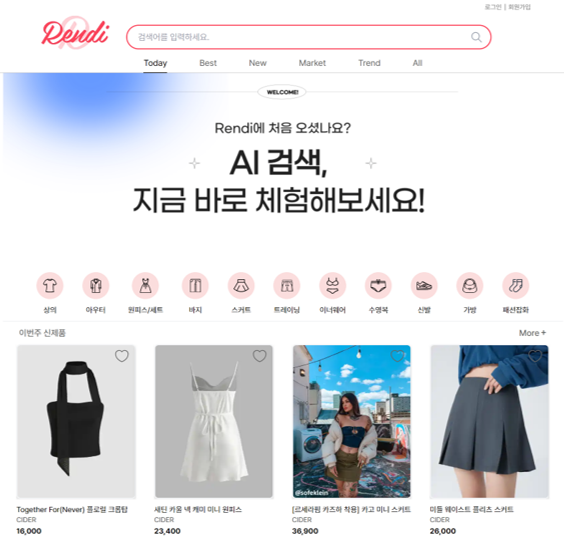 로그인 | 회원가입
Rendi
검색어를 입력하세요.
Today Best New Market Trend All
WELCOME!
Rendi에 처음 오셨나요?
AI 검색,
지금 바로 체험해보세요!
상의 아우터 원피스/세트 바지 스커트 트레이닝 이너웨어 수영복 신발 가방 패션잡화
이번주 신제품 More +
@safeklein
Together For(Never) 플로럴 크롭탑
CIDER
16,000
새틴 카울 넥 캐미 미니 원피스
CIDER
23,400
[르세라핌 카즈하 착용] 카고 미니 스커트
CIDER
36,900
미들 웨이스트 플리츠 스커트
CIDER
26,000